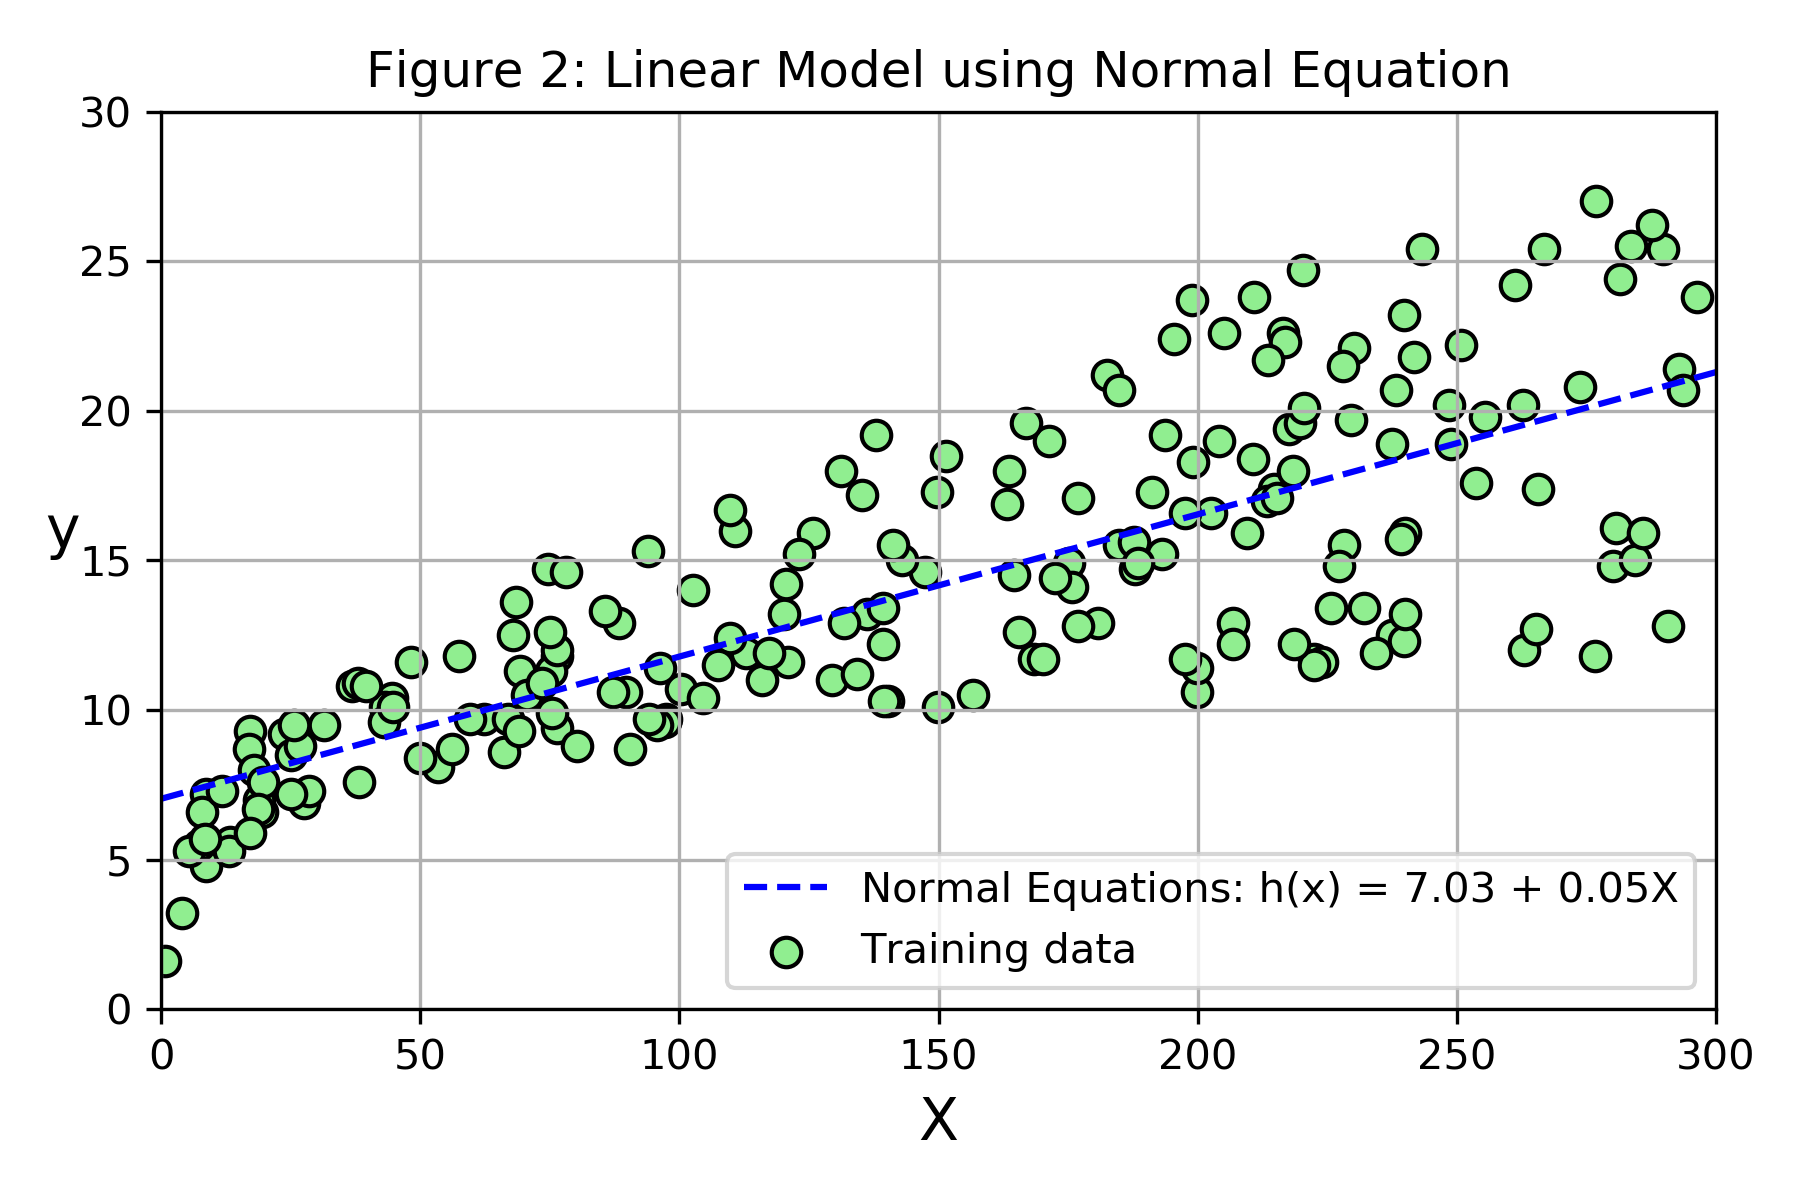 Figure 2: Linear Model using Normal Equation
30
25
20
15
10
5
0
y
0 50 100 150 200 250 300
X
Normal Equations: h(x) = 7.03 + 0.05X
Training data